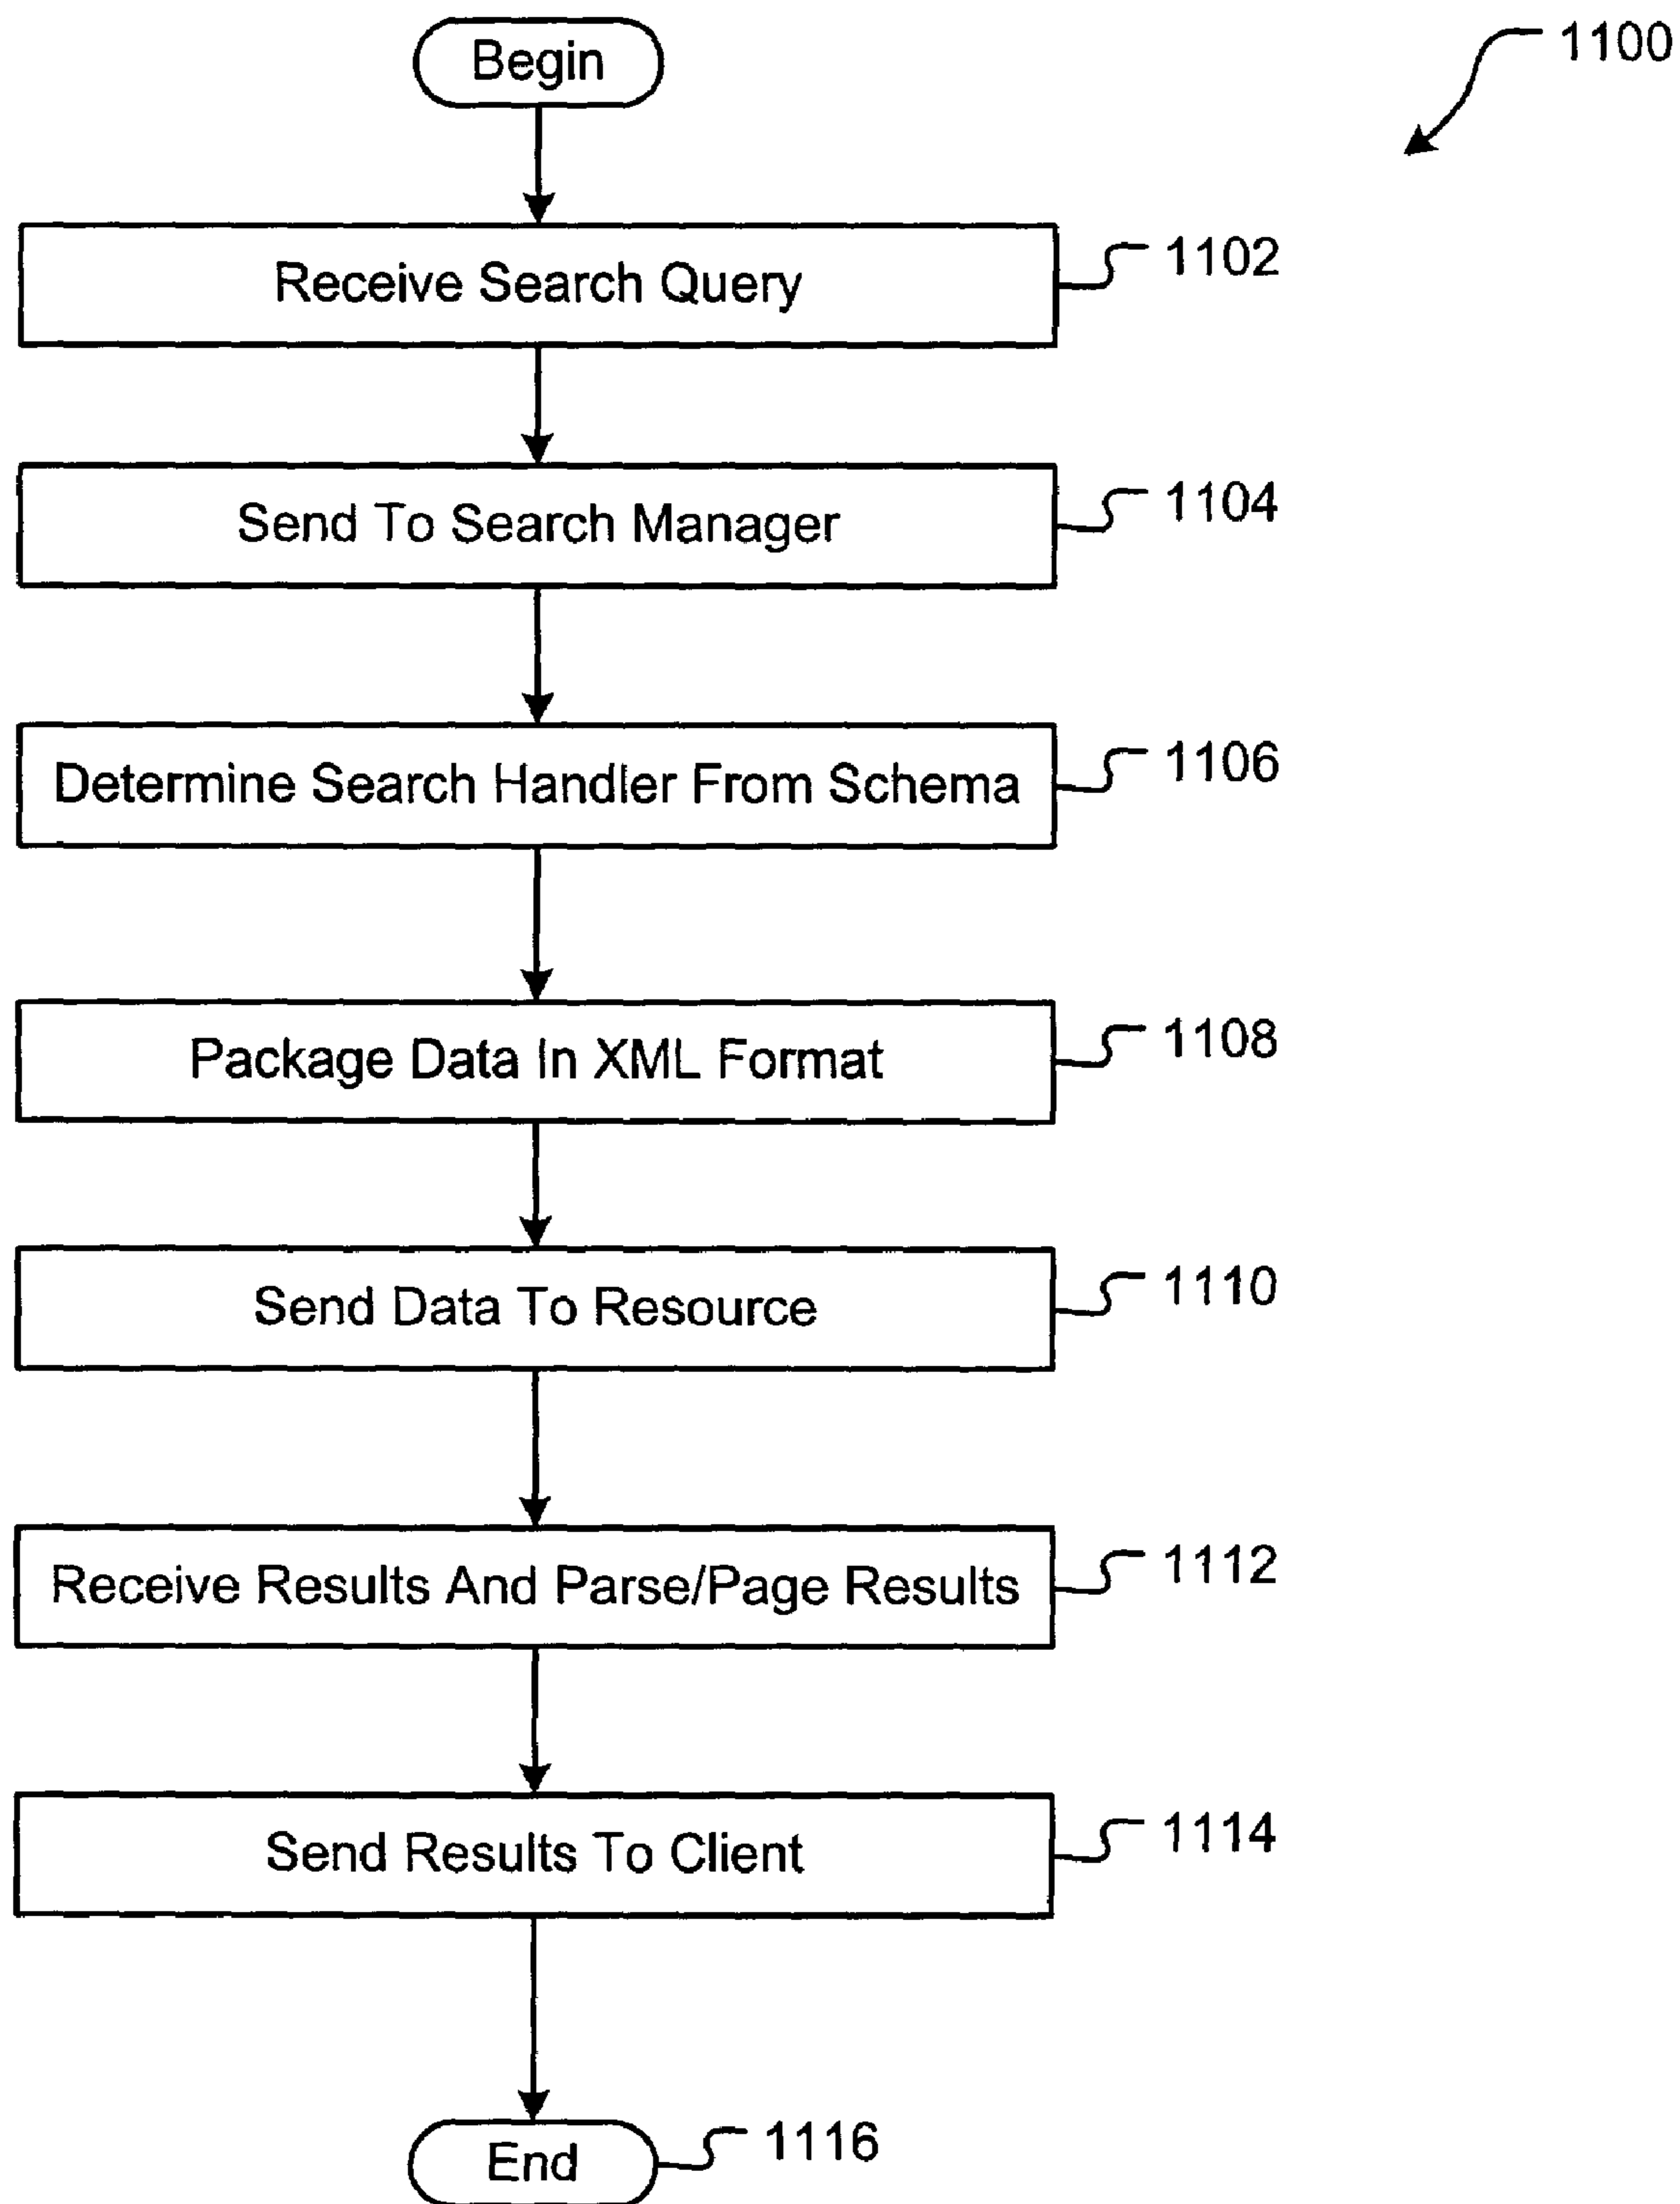 Begin
1100
Receive Search Query
1102
Send To Search Manager
1104
Determine Search Handler From Schema
1106
Package Data In XML Format
1108
Send Data To Resource
1110
Receive Results And Parse/Page Results
1112
Send Results To Client
1114
End
1116